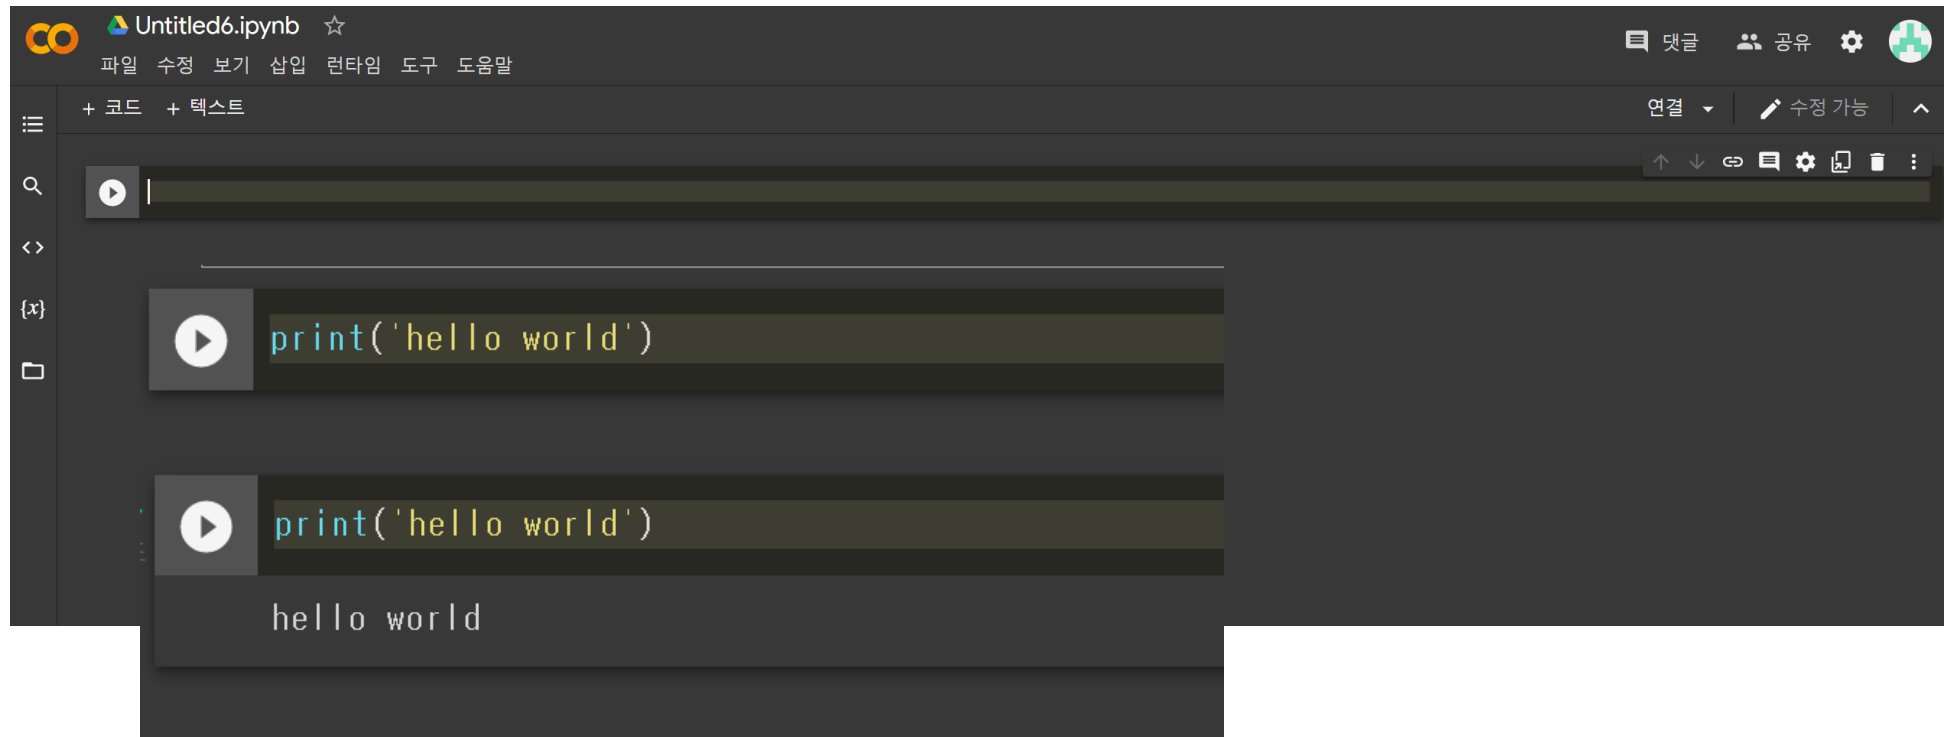 Untitled6.ipynb
파일 수정 보기 삽입 런타임 도구 도움말
댓글 공유
+ 코드 + 텍스트
연결 수정 가능
{x}
print('hello world')
print('hello world')
hello world